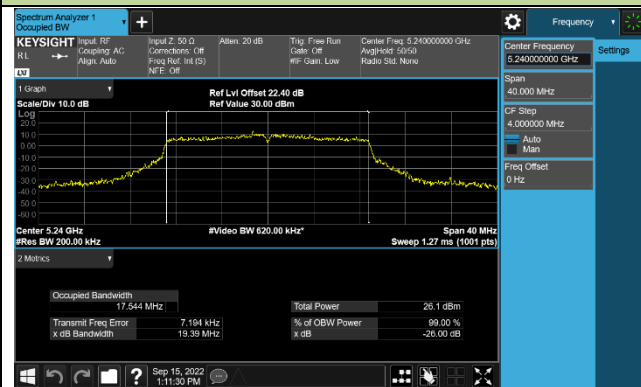 Spectrum Analyzer 1
Occupied BW
+
Frequency
KEYSIGHT
RL
LXI
Input: RF
Coupling: AC
Align: Auto
Input Z: 50 Ω
Corrections: Off
Freq Ref: Int (S)
NFE: Off
Atten: 20 dB
Trig: Free Run
Gate: Off
#IF Gain: Low
Center Freq: 5.240000000 GHz
Avg|Hold: 50/50
Radio Std: None
Center Frequency
5.240000000 GHz
Settings
Span
40.000 MHz
CF Step
4.000000 MHz
Auto
Man
Freq Offset
0 Hz
1 Graph
Scale/Div 10.0 dB
Ref Lvl Offset 22.40 dB
Ref Value 30.00 dBm
Log
20.0
10.0
0.00
-10.0
-20.0
-30.0
-40.0
-50.0
-60.0
Center 5.24 GHz
#Res BW 200.00 kHz
#Video BW 620.00 kHz*
Span 40 MHz
Sweep 1.27 ms (1001 pts)
2 Metrics
Occupied Bandwidth
17.544 MHz
Total Power 26.1 dBm
Transmit Freq Error 7.194 kHz
% of OBW Power 99.00 %
x dB Bandwidth 19.39 MHz
x dB -26.00 dB
?
Sep 15, 2022
1:11:30 PM